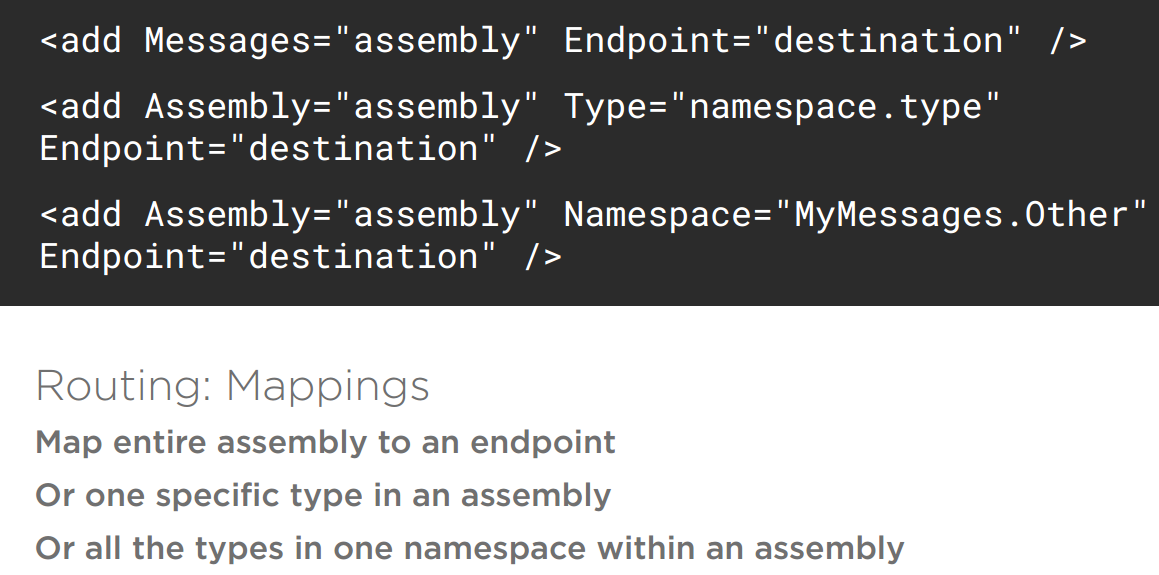 <add Messages="assembly" Endpoint="destination" />
<add Assembly="assembly" Type="namespace.type"
Endpoint="destination" />
<add Assembly="assembly" Namespace="MyMessages.Other"
Endpoint="destination" />
Routing: Mappings
Map entire assembly to an endpoint
Or one specific type in an assembly
Or all the types in one namespace within an assembly